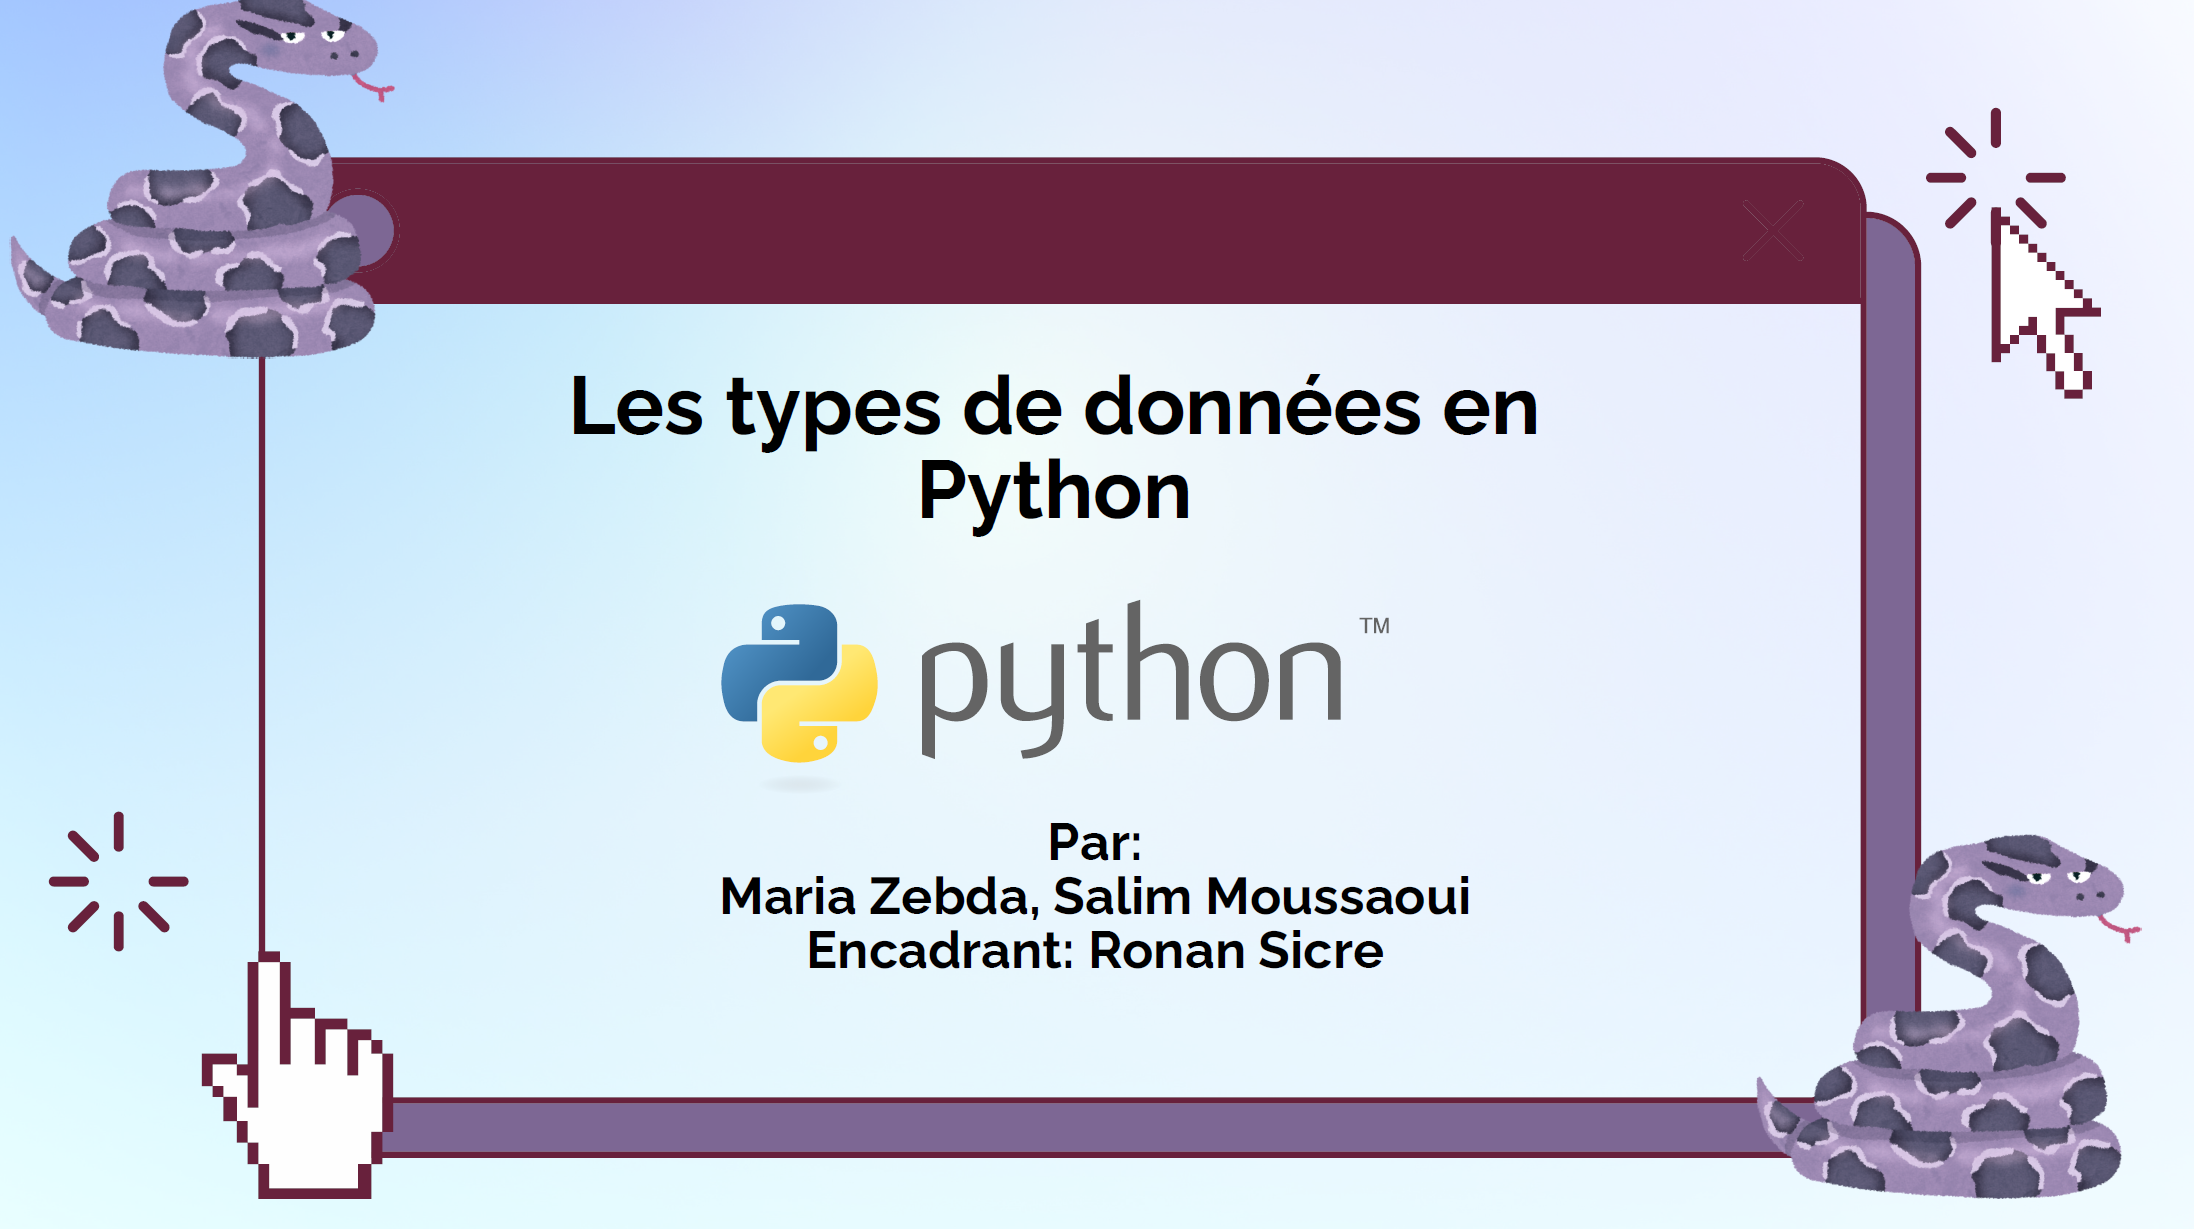 Les types de données en
Python
python™
Par:
Maria Zebda, Salim Moussaoui
Encadrant: Ronan Sicre